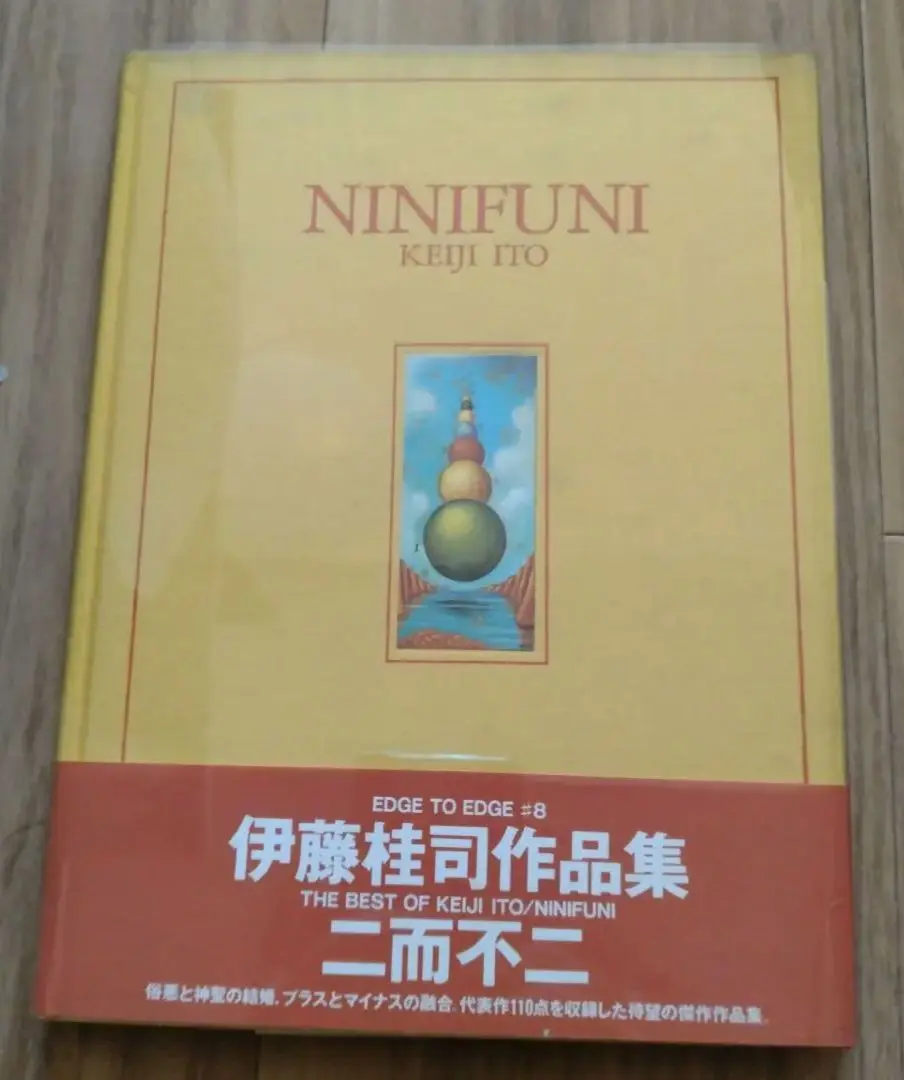 NINIFUNI
KEIJI ITO
EDGE TO EDGE #8
伊藤桂司作品集
THE BEST OF KEIJI ITO/NINIFUNI
二而不二
俗悪と神聖の結婚。プラスとマイナスの融合。代表作110点を収録した待望の傑作作品集。